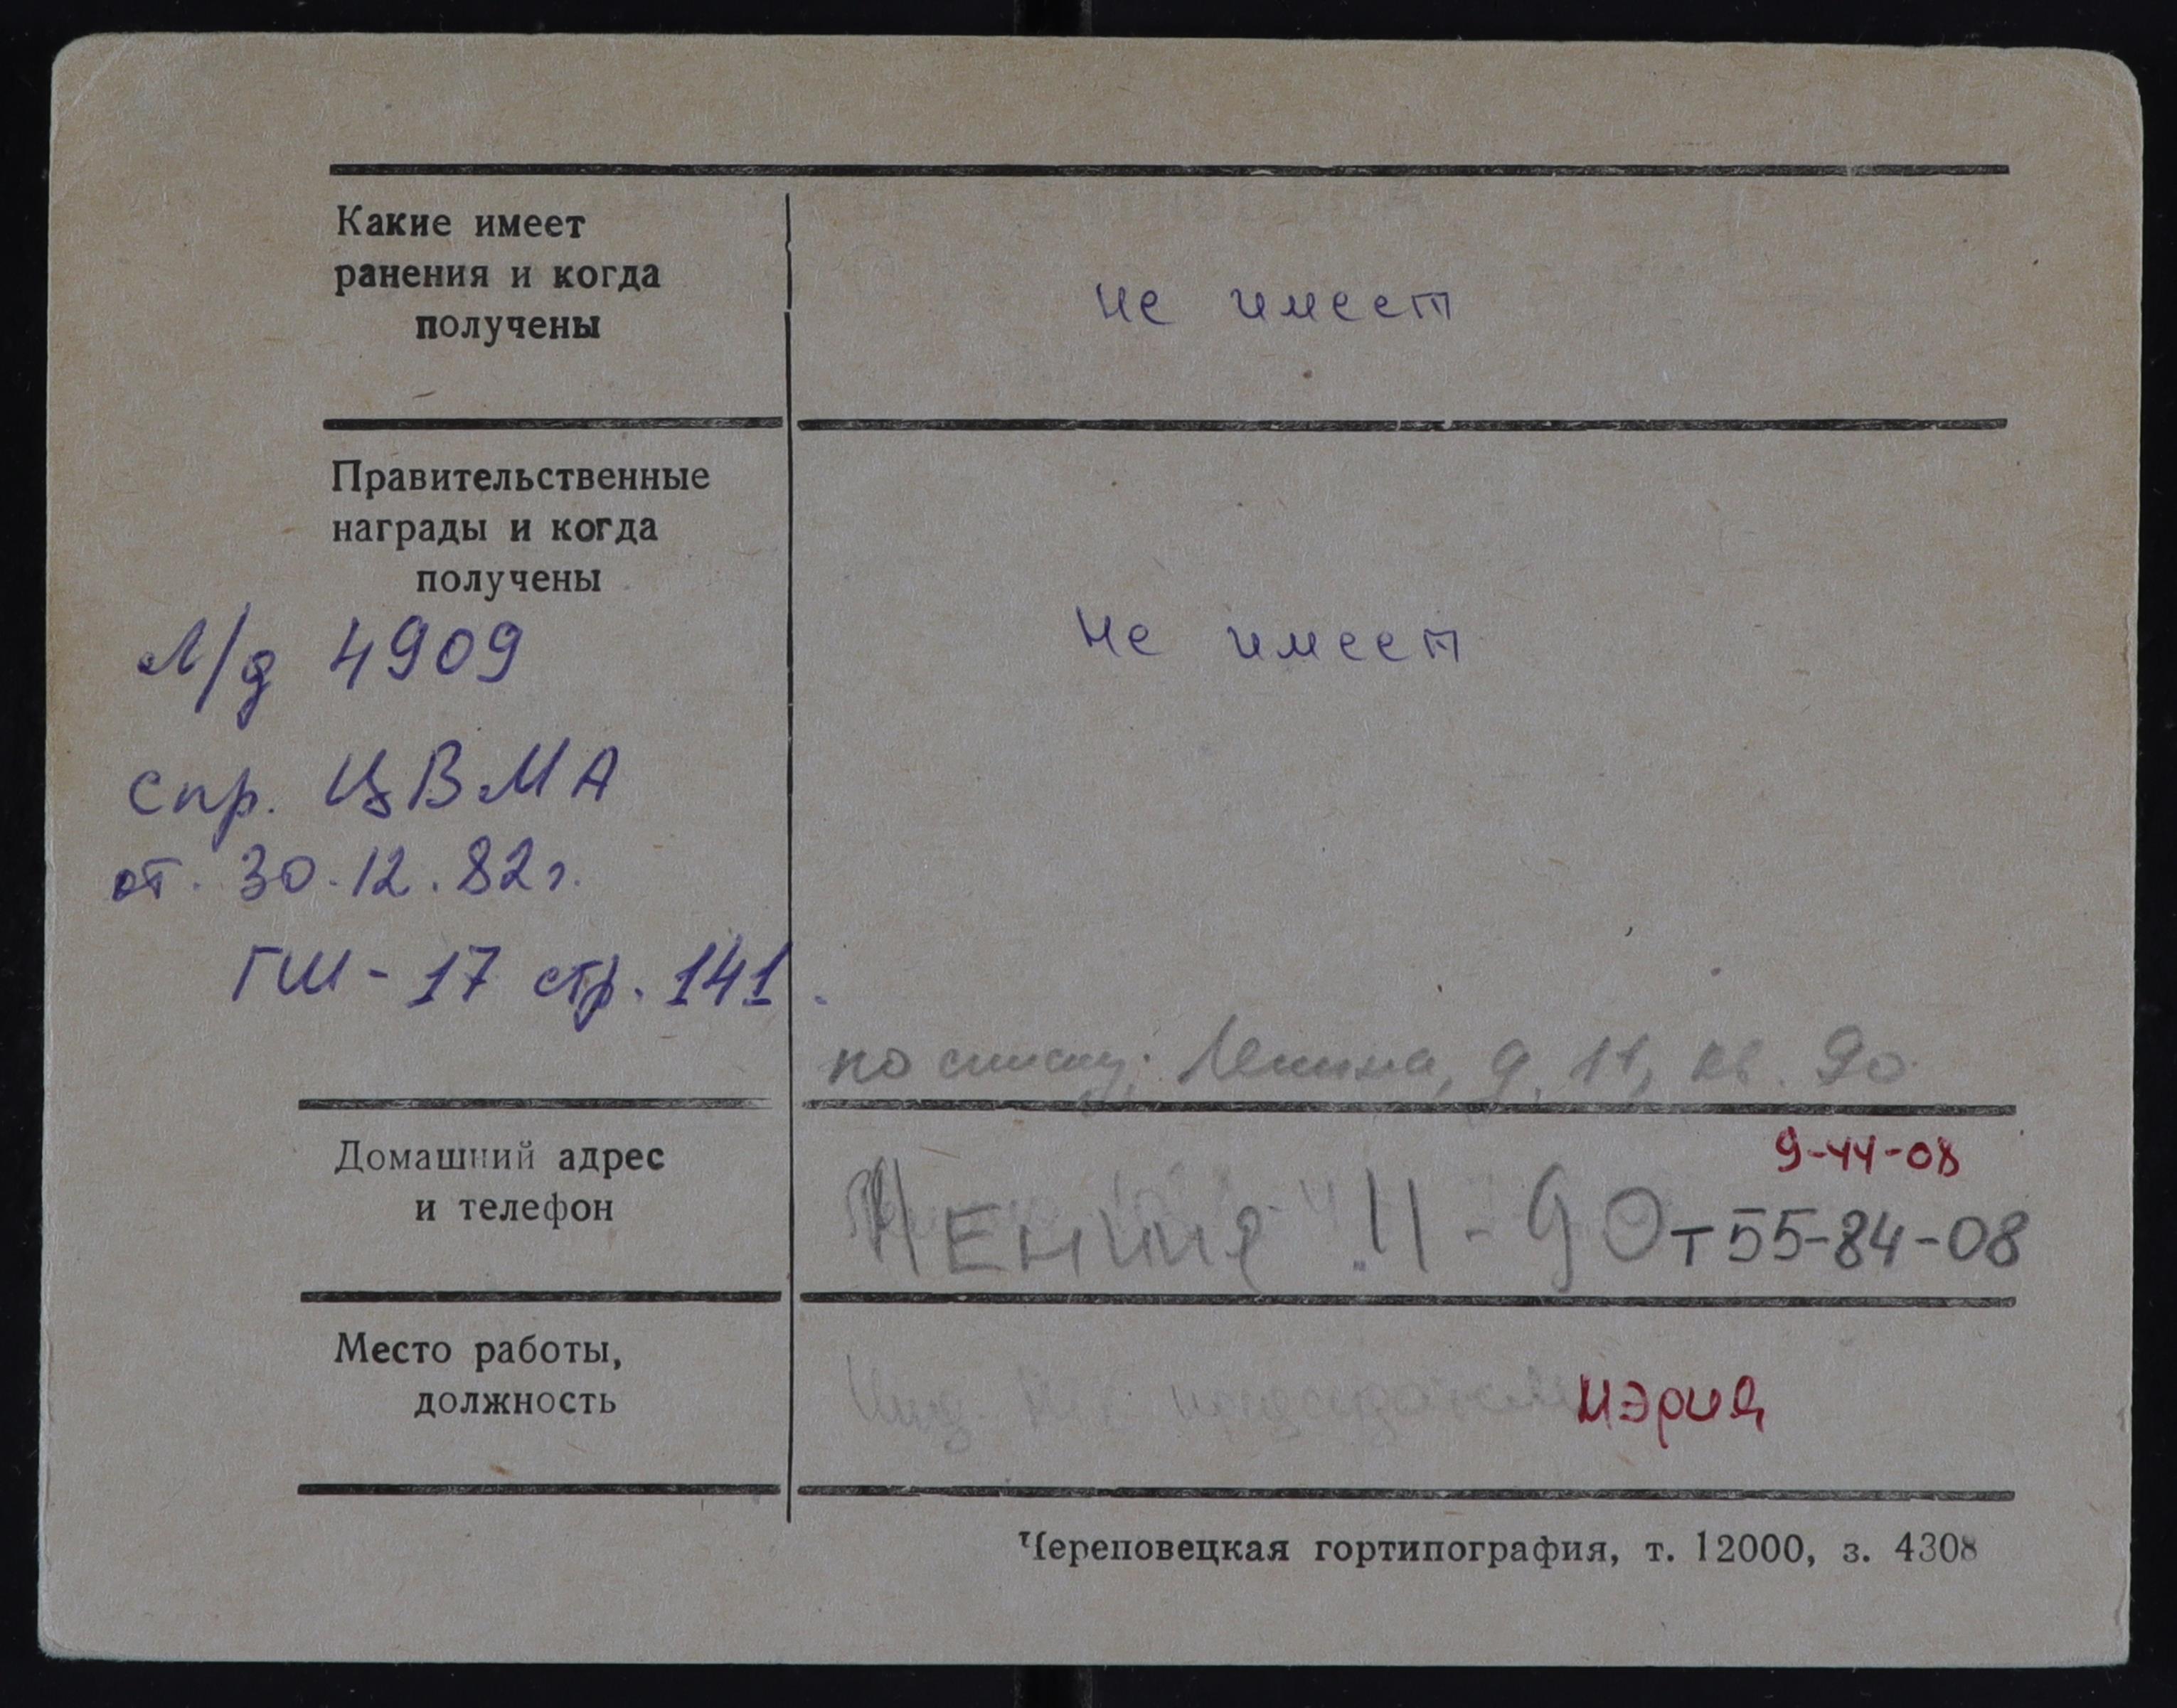 Какие имеет
ранения и когда
получены
не имеет
Правительственные
награды и когда
получены
не имеет
Л/д 4909
спр. ЦВМА
от. 30.12.82г.
ГШ-17 стр. 141.
по списку: Ленина, д. 11, кв. 90
Домашний адрес
и телефон
9-44-08
Ленина 11-90 т 55-84-08
Место работы,
должность
мэрия
Череповецкая гортипография, т. 12000, з. 4308